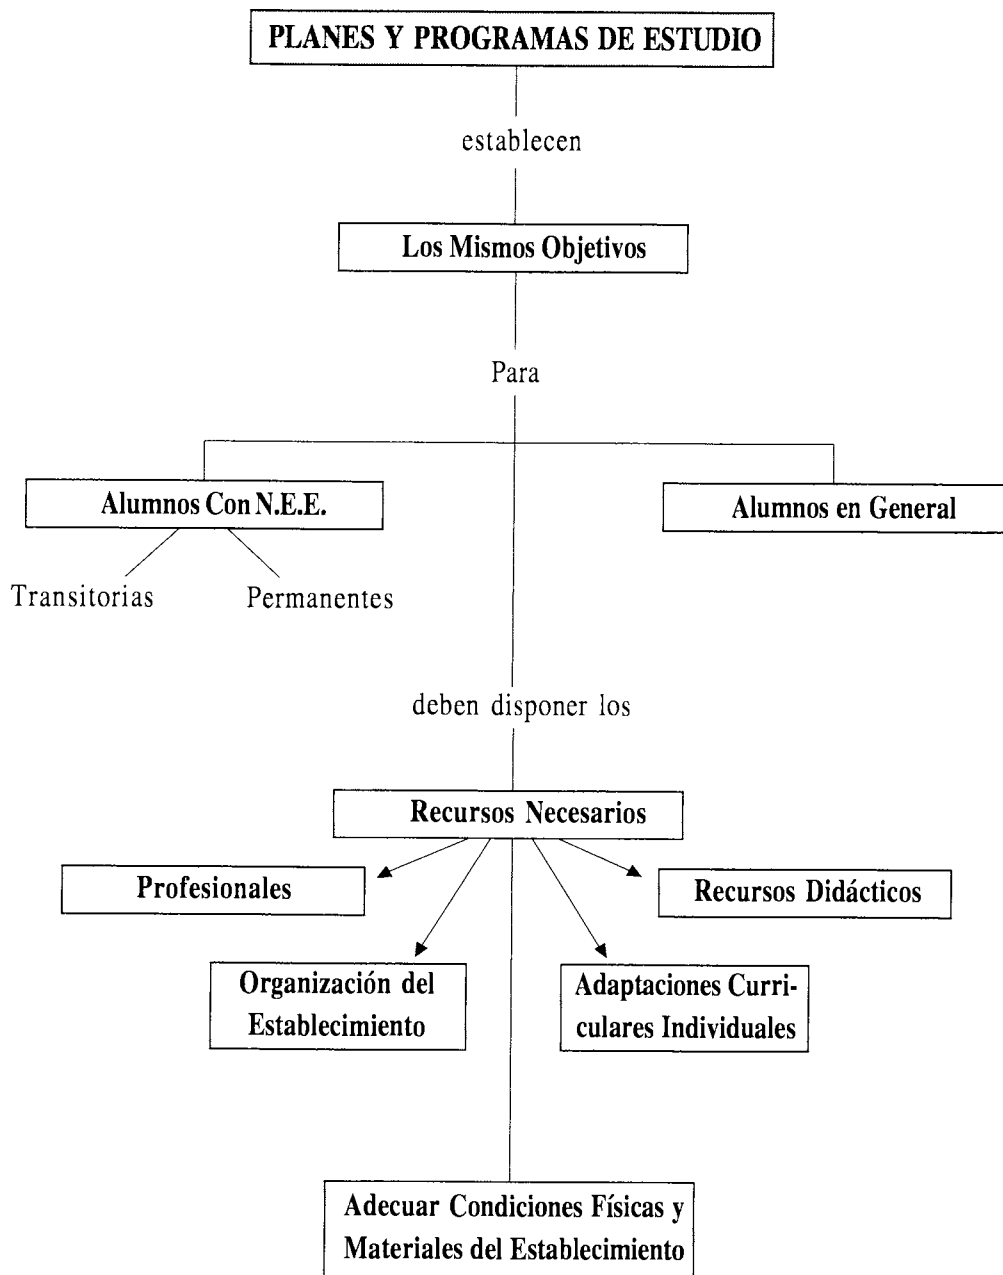 PLANES Y PROGRAMAS DE ESTUDIO
establecen
Los Mismos Objetivos
Para
Alumnos Con N.E.E.
Alumnos en General
Transitorias
Permanentes
deben disponer los
Recursos Necesarios
Profesionales
Recursos Didácticos
Organización del
Establecimiento
Adaptaciones Curri-
culares Individuales
Adecuar Condiciones Físicas y
Materiales del Establecimiento